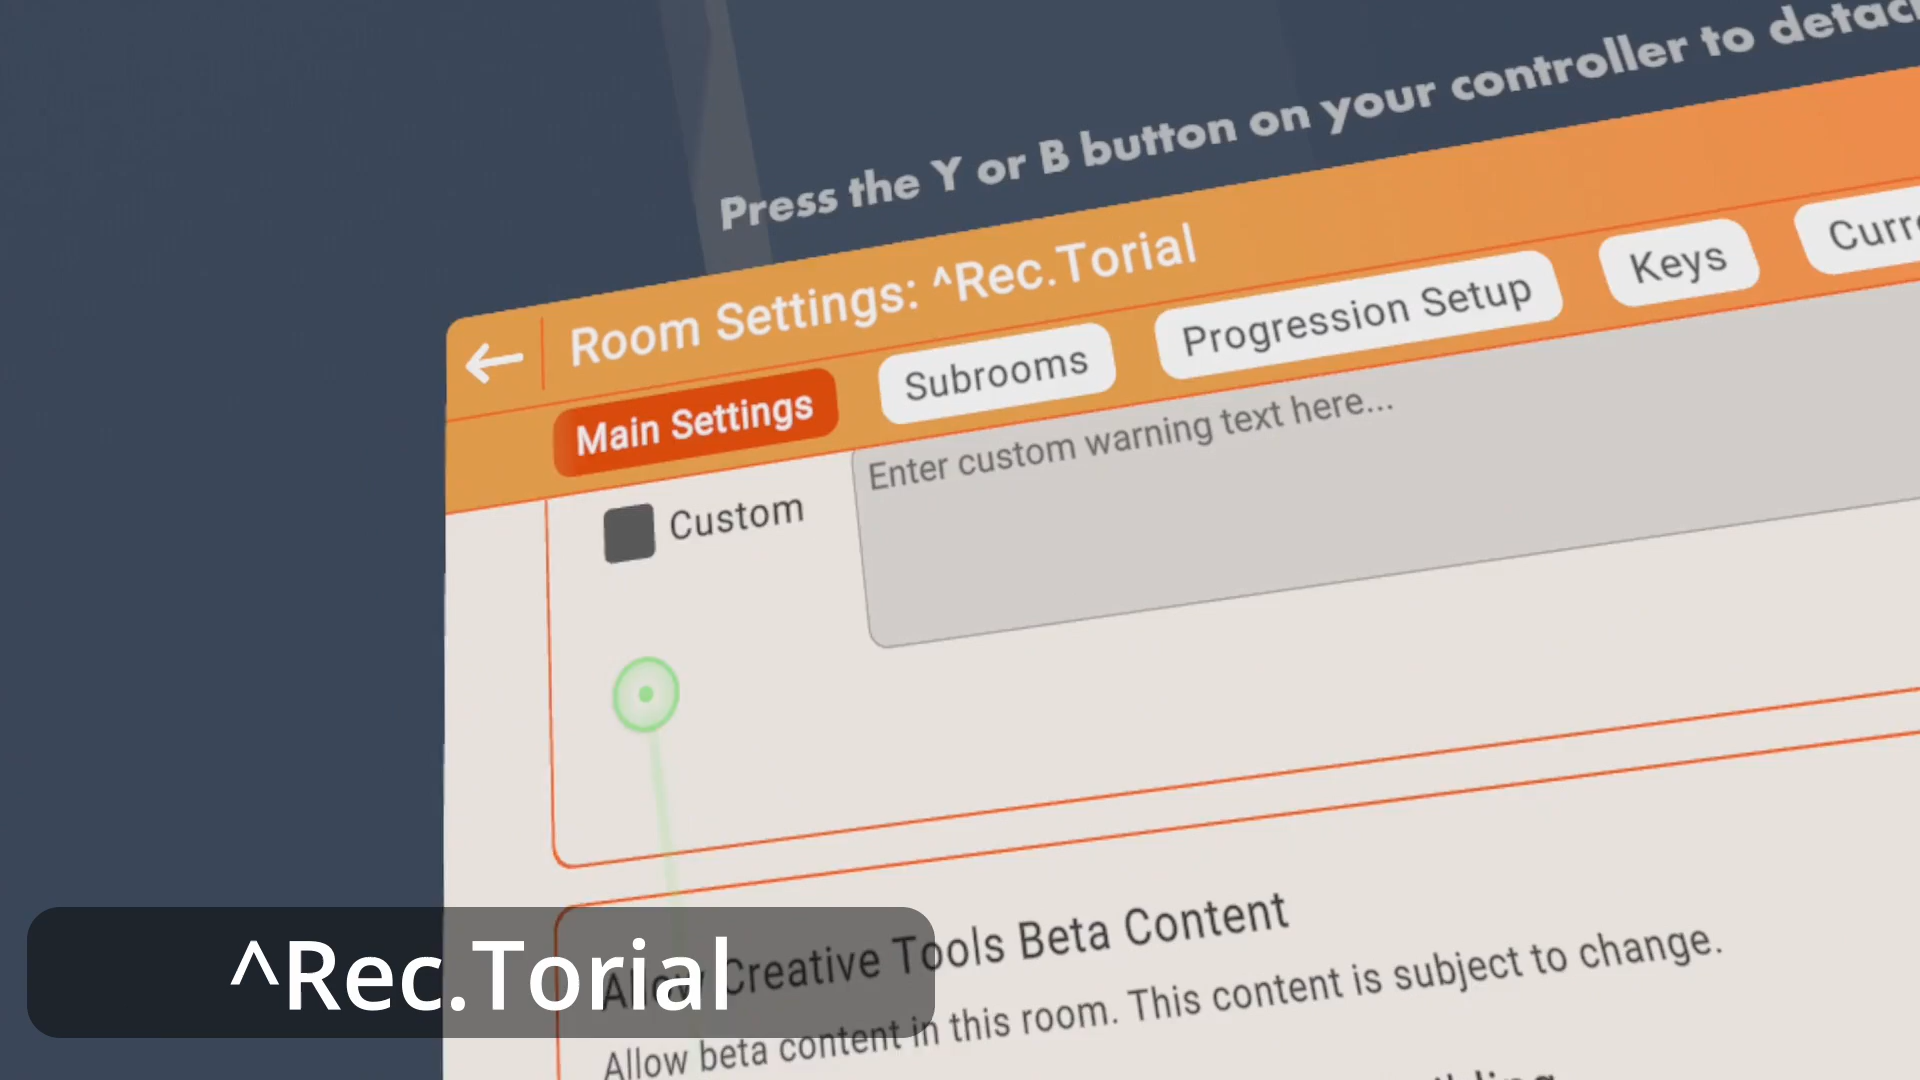 Press the Y or B button on your controller to
Room Settings: ^Rec.Torial
Main Settings
Subrooms
Progression Setup
Keys
Custom
Enter custom warning text here...
Allow Creative Tools Beta Content
Allow beta content in this room. This content is subject to change.
^Rec.Torial